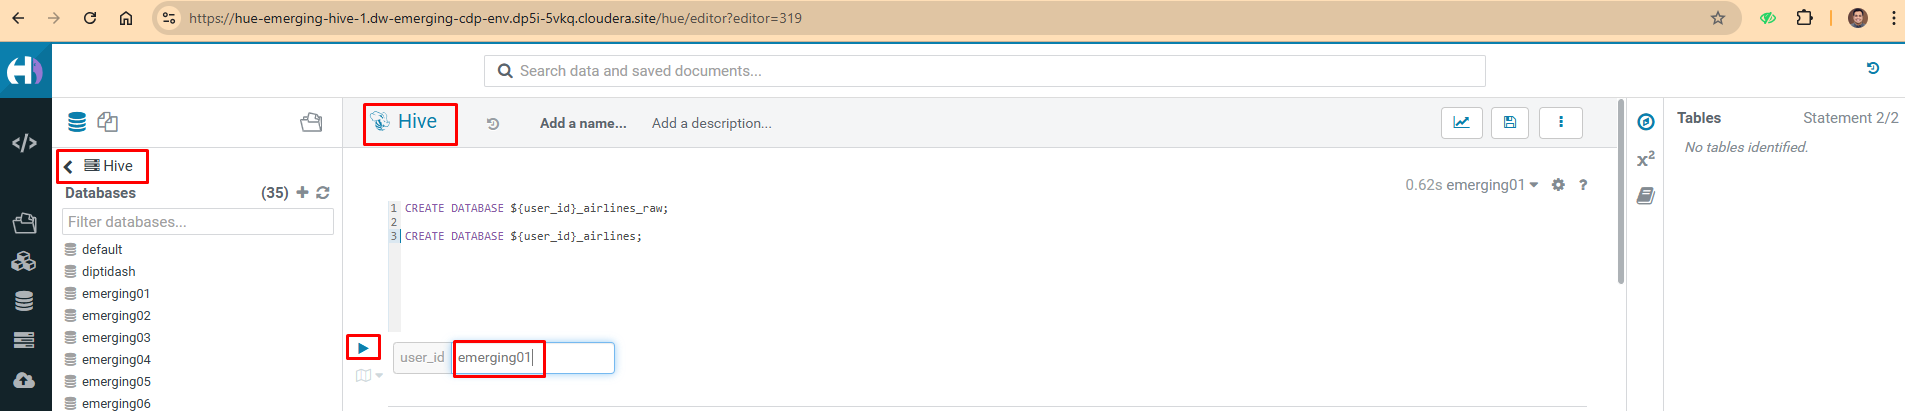 https://hue-emerging-hive-1.dw-emerging-cdp-env.dp5i-5vkq.cloudera.site/hue/editor?editor=319
Search data and saved documents...
Hive
Add a name...
Add a description...
Tables
Statement 2/2
No tables identified.
Hive
Databases
(35)
Filter databases...
default
diptidash
emerging01
emerging02
emerging03
emerging04
emerging05
emerging06
0.62s emerging01
?
1 CREATE DATABASE ${user_id}_airlines_raw;
2
3 CREATE DATABASE ${user_id}_airlines;
user_id
emerging01
x²